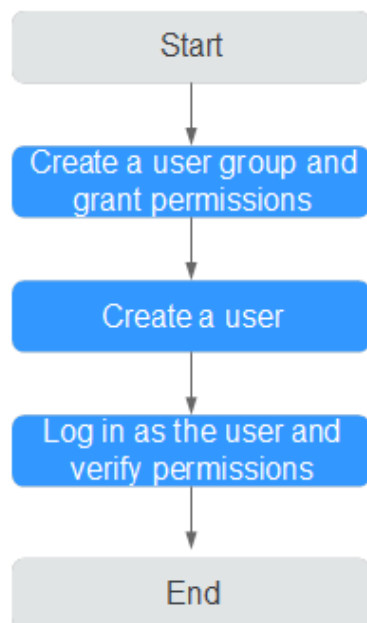 Start
Create a user group and
grant permissions
Create a user
Log in as the user and
verify permissions
End